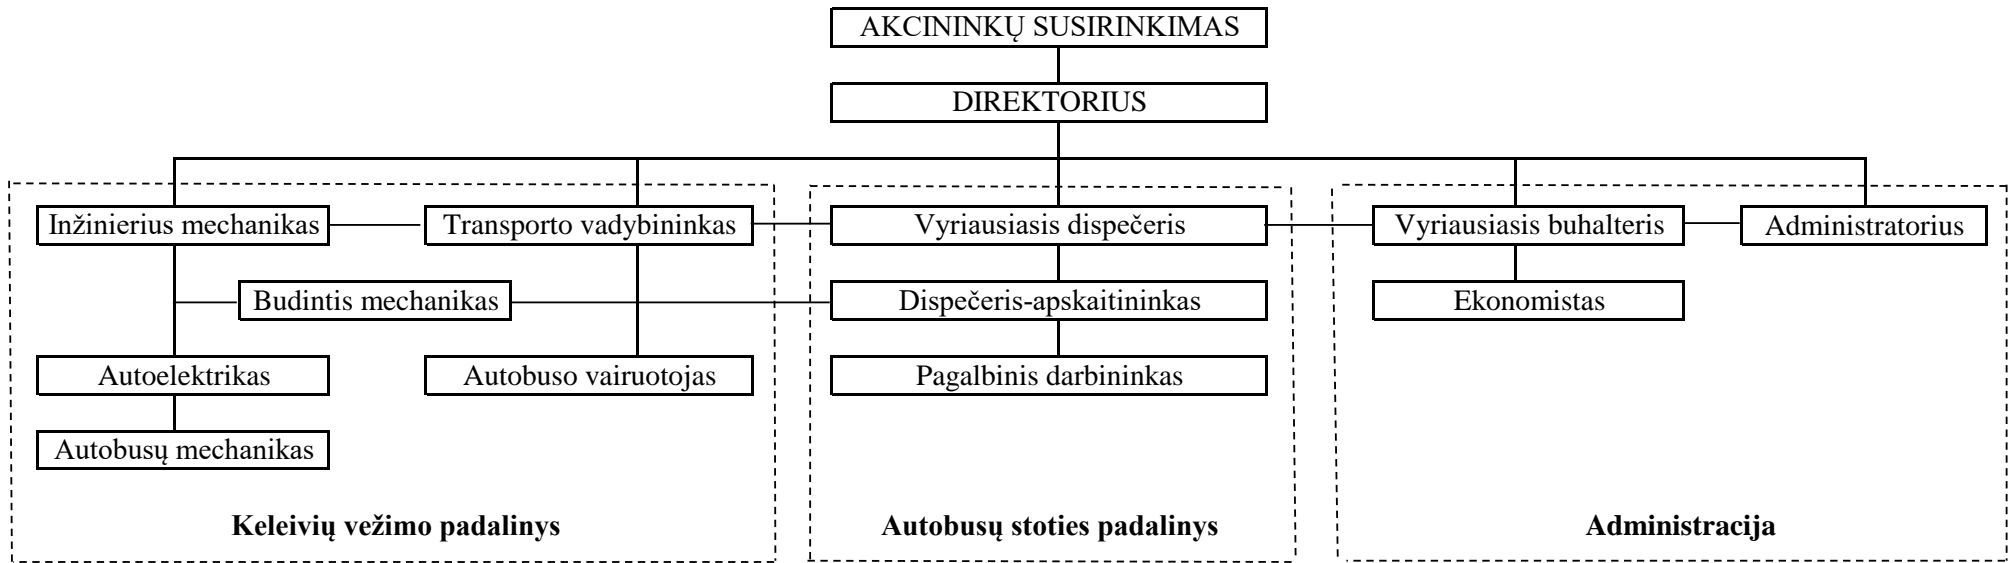 AKCININKŲ SUSIRINKIMAS
DIREKTORIUS
Inžinierius mechanikas
Transporto vadybininkas
Vyriausiasis dispečeris
Vyriausiasis buhalteris
Administratorius
Budintis mechanikas
Dispečeris-apskaitininkas
Ekonomistas
Autoelektrikas
Autobuso vairuotojas
Pagalbinis darbininkas
Autobusų mechanikas
Keleivių vežimo padalinys
Autobusų stoties padalinys
Administracija